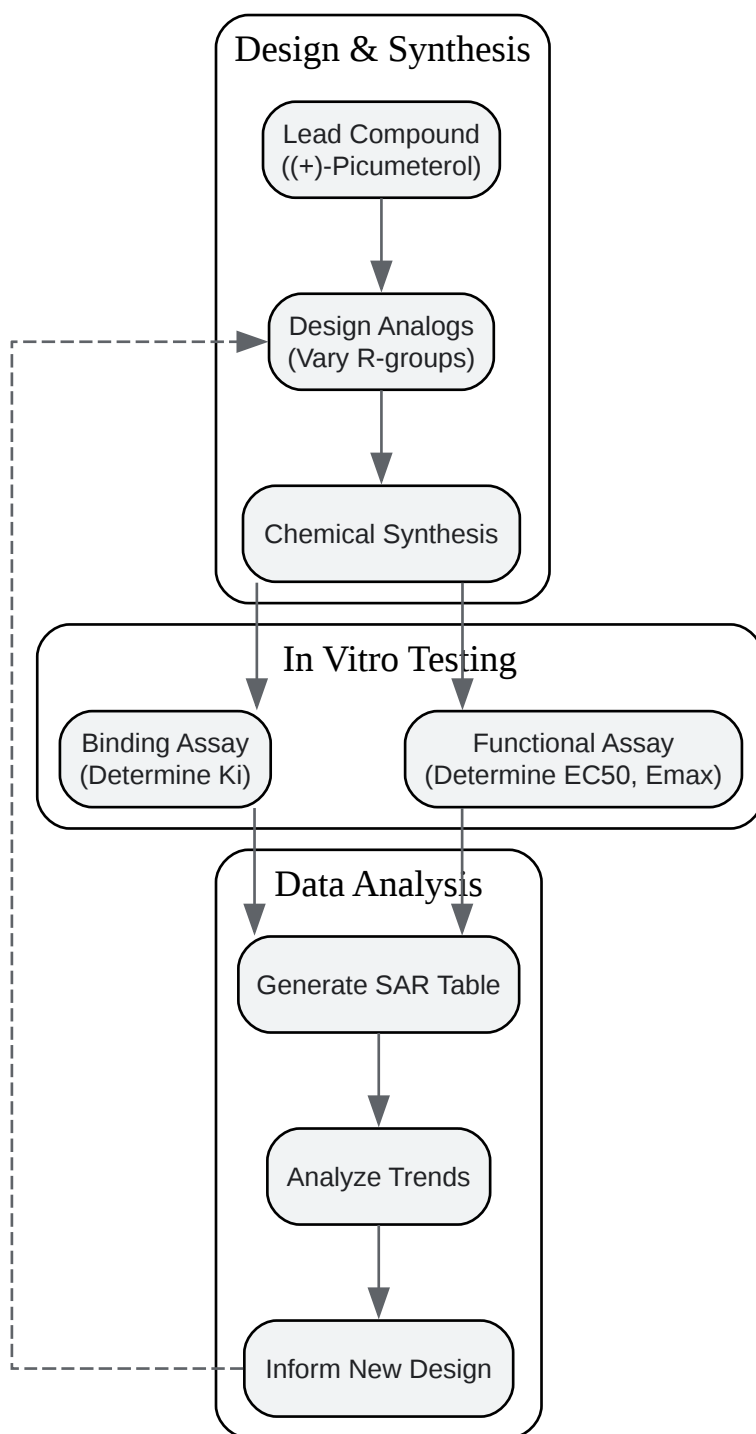 Design & Synthesis
Lead Compound
((+)-Picumeterol)
Design Analogs
(Vary R-groups)
Chemical Synthesis
In Vitro Testing
Binding Assay
(Determine Ki)
Functional Assay
(Determine EC50, Emax)
Data Analysis
Generate SAR Table
Analyze Trends
Inform New Design